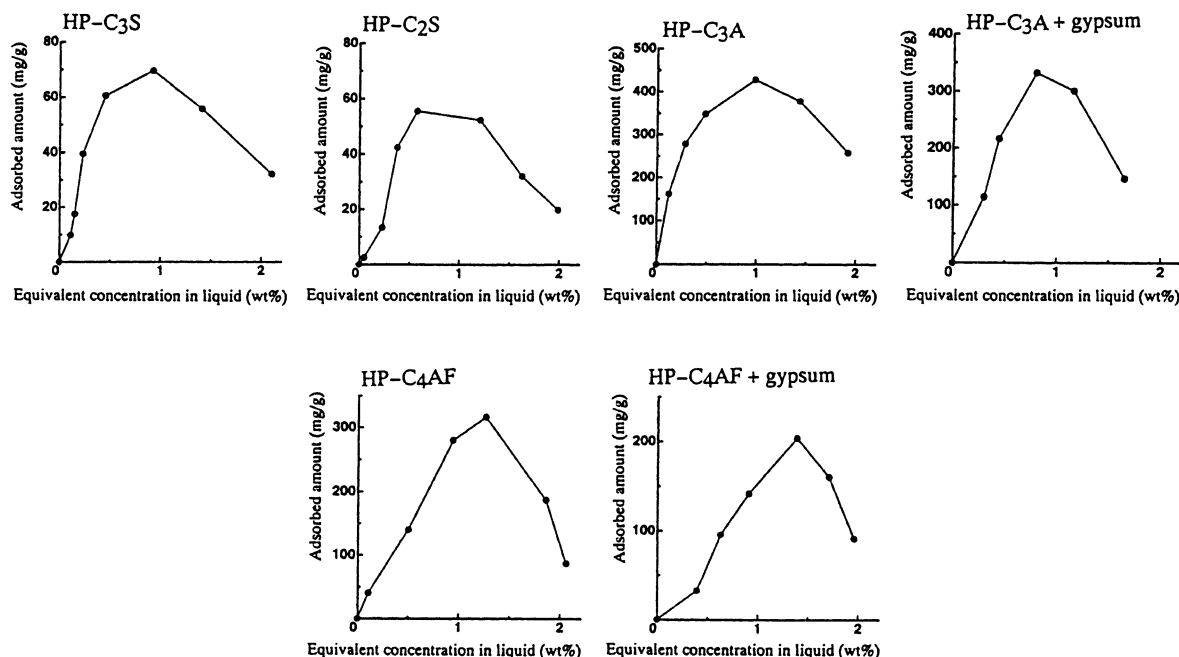 HP–C3S
Adsorbed amount (mg/g)
80
60
40
20
0
1
2
Equivalent concentration in liquid (wt%)
HP–C2S
Adsorbed amount (mg/g)
80
60
40
20
0
1
2
Equivalent concentration in liquid (wt%)
HP–C3A
Adsorbed amount (mg/g)
500
400
300
200
100
0
1
2
Equivalent concentration in liquid (wt%)
HP–C3A + gypsum
Adsorbed amount (mg/g)
400
300
200
100
0
1
2
Equivalent concentration in liquid (wt%)
HP–C4AF
Adsorbed amount (mg/g)
300
200
100
0
1
2
Equivalent concentration in liquid (wt%)
HP–C4AF + gypsum
Adsorbed amount (mg/g)
200
100
0
1
2
Equivalent concentration in liquid (wt%)